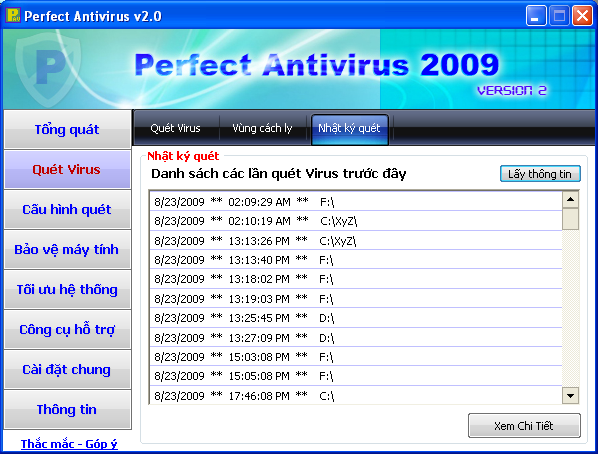 Perfect Antivirus v2.0
Perfect Antivirus 2009
VERSION 2
Tổng quát
Quét Virus
Cấu hình quét
Bảo vệ máy tính
Tối ưu hệ thống
Công cụ hỗ trợ
Cài đặt chung
Thông tin
Thắc mắc - Góp ý
Quét Virus Vùng cách ly Nhật ký quét
Nhật ký quét
Danh sách các lần quét Virus trước đây Lấy thông tin
8/23/2009 ** 02:09:29 AM ** F:\
8/23/2009 ** 02:10:19 AM ** C:\XyZ\
8/23/2009 ** 13:13:26 PM ** C:\XyZ\
8/23/2009 ** 13:13:40 PM ** F:\
8/23/2009 ** 13:18:02 PM ** F:\
8/23/2009 ** 13:19:03 PM ** F:\
8/23/2009 ** 13:25:45 PM ** D:\
8/23/2009 ** 13:27:09 PM ** D:\
8/23/2009 ** 15:03:08 PM ** F:\
8/23/2009 ** 15:05:08 PM ** F:\
8/23/2009 ** 17:46:08 PM ** C:\
Xem Chi Tiết